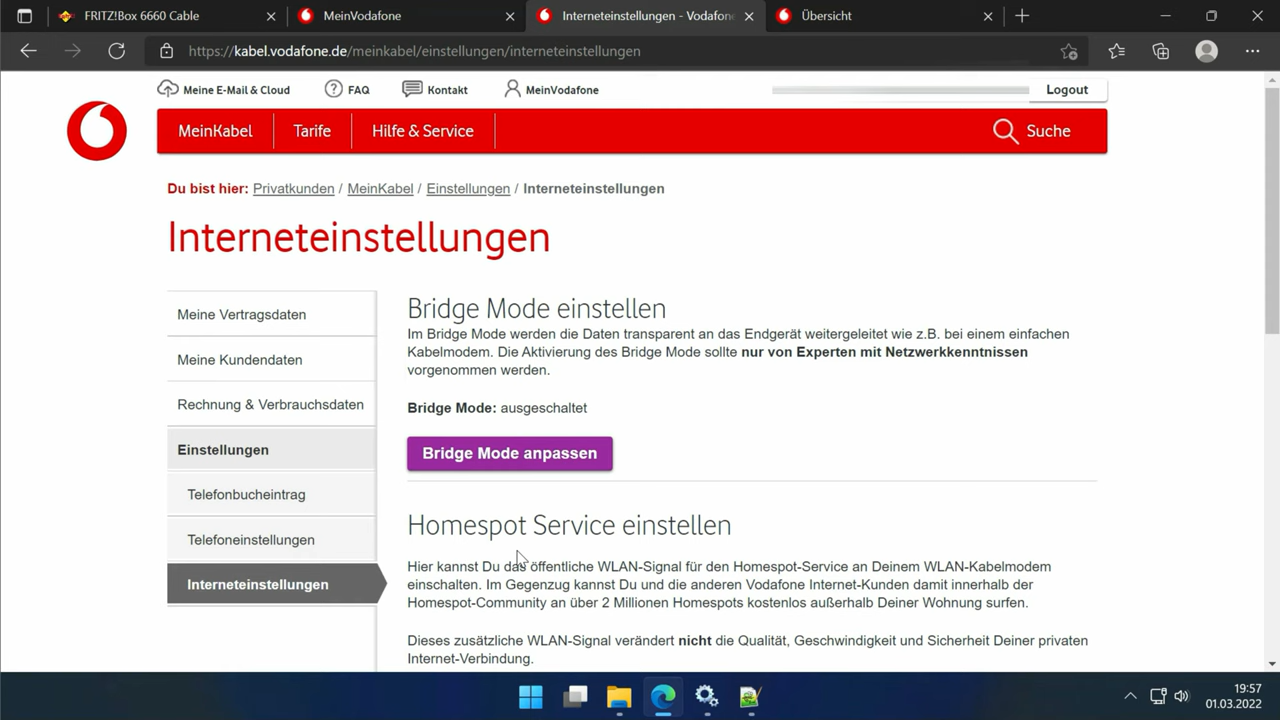 FRITZ!Box 6660 Cable
MeinVodafone
Interneteinstellungen - Vodafon
Übersicht
https://kabel.vodafone.de/meinkabel/einstellungen/interneteinstellungen
Meine E-Mail & Cloud
FAQ
Kontakt
MeinVodafone
Logout
MeinKabel
Tarife
Hilfe & Service
Suche
Du bist hier: Privatkunden / MeinKabel / Einstellungen / Interneteinstellungen
Interneteinstellungen
Meine Vertragsdaten
Meine Kundendaten
Rechnung & Verbrauchsdaten
Einstellungen
Telefonbucheintrag
Telefoneinstellungen
Interneteinstellungen
Bridge Mode einstellen
Im Bridge Mode werden die Daten transparent an das Endgerät weitergeleitet wie z.B. bei einem einfachen
Kabelmodem. Die Aktivierung des Bridge Mode sollte nur von Experten mit Netzwerkkenntnissen
vorgenommen werden.
Bridge Mode: ausgeschaltet
Bridge Mode anpassen
Homespot Service einstellen
Hier kannst Du das öffentliche WLAN-Signal für den Homespot-Service an Deinem WLAN-Kabelmodem
einschalten. Im Gegenzug kannst Du und die anderen Vodafone Internet-Kunden damit innerhalb der
Homespot-Community an über 2 Millionen Homespots kostenlos außerhalb Deiner Wohnung surfen.
Dieses zusätzliche WLAN-Signal verändert nicht die Qualität, Geschwindigkeit und Sicherheit Deiner privaten
Internet-Verbindung.
19:57
01.03.2022